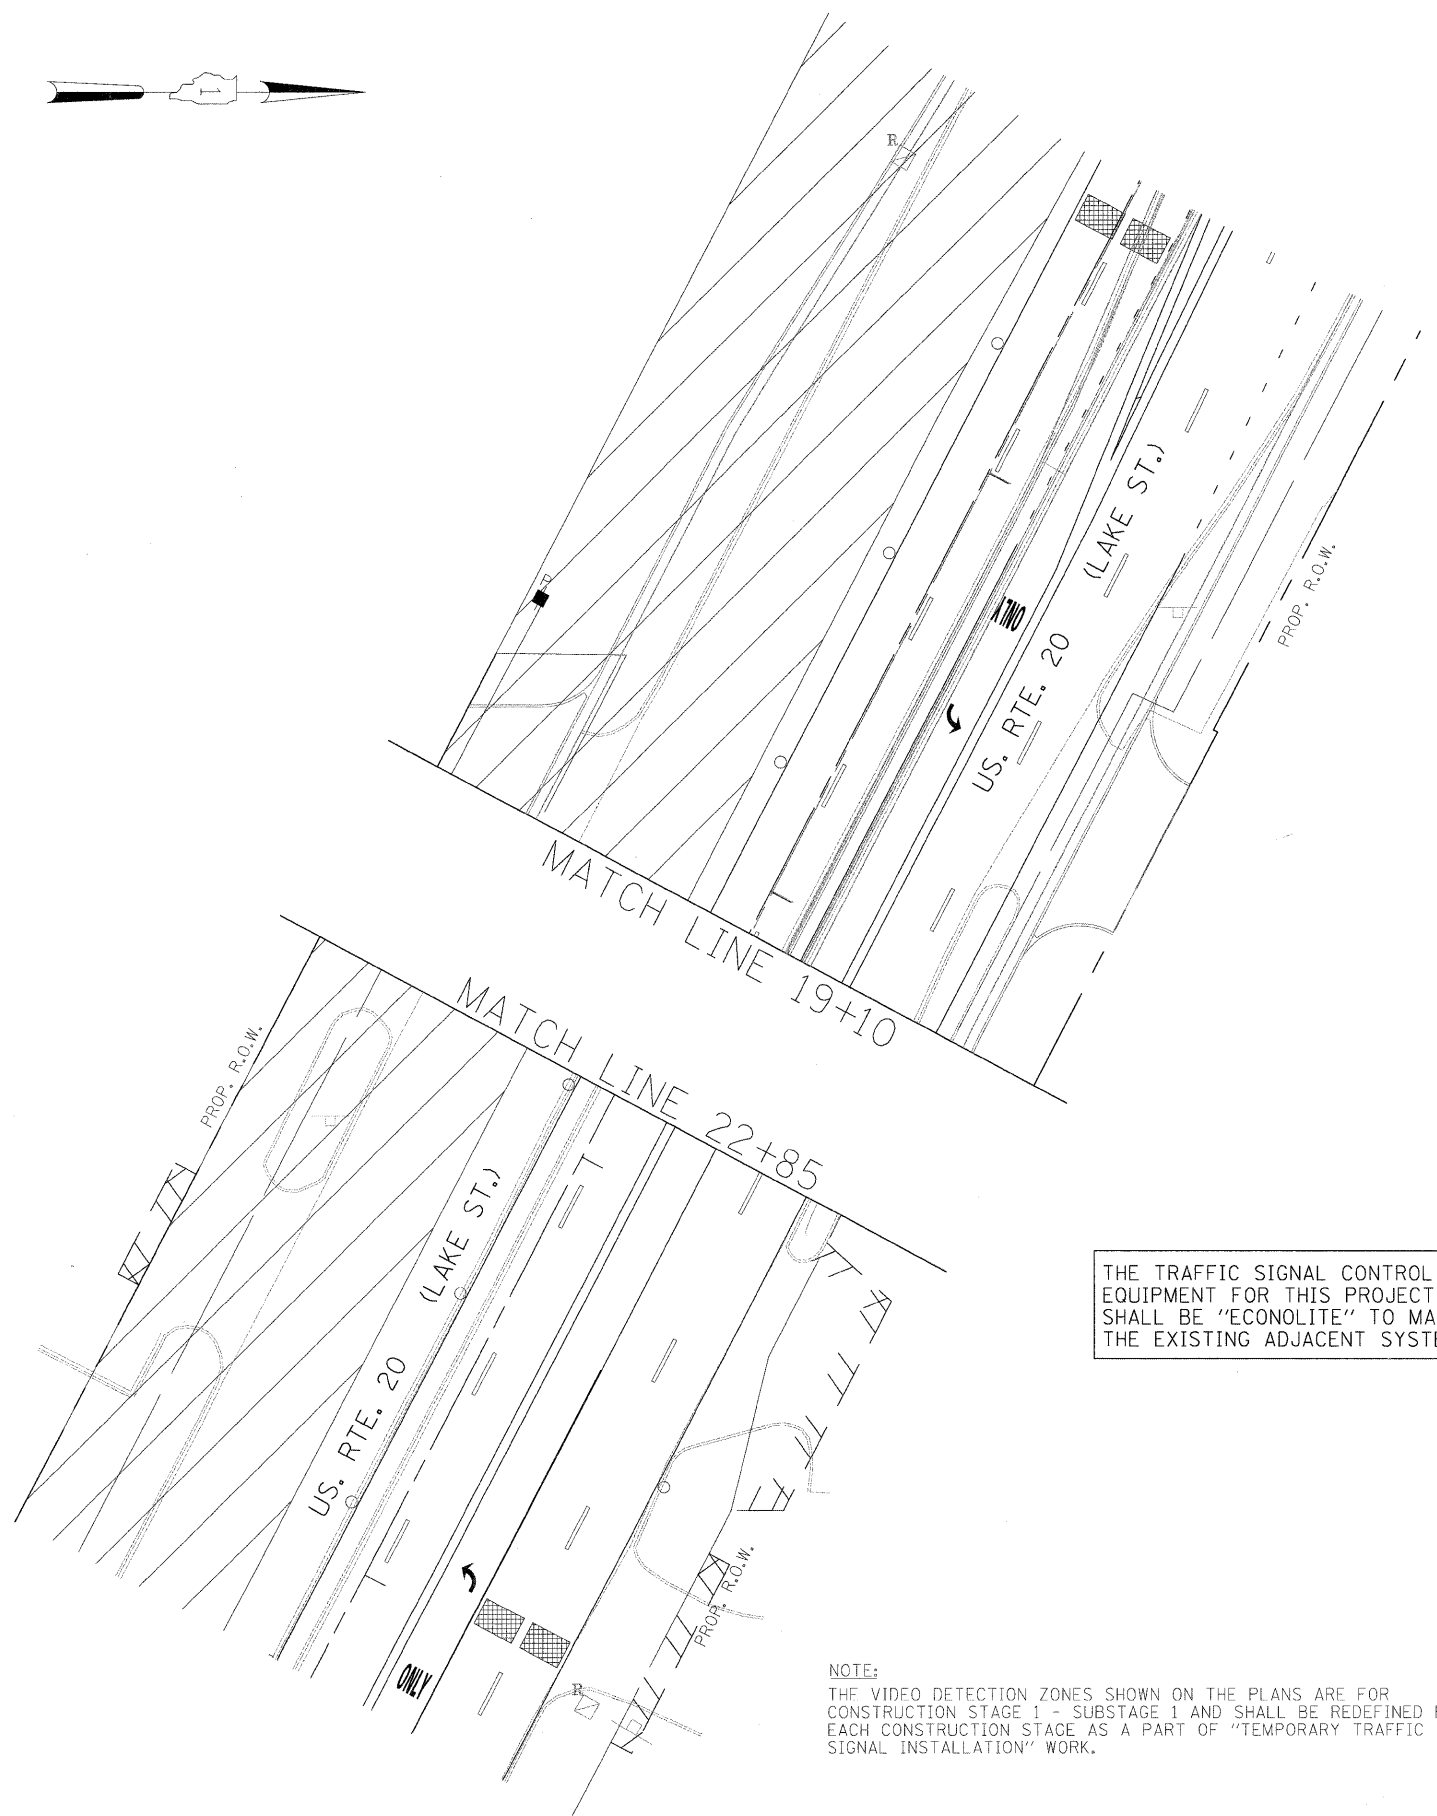 R
P
ONLY
US. RTE. 20 (LAKE ST.)
PROP. R.O.W.
MATCH LINE 19+10
MATCH LINE 22+85
PROP. R.O.W.
US. RTE. 20 (LAKE ST.)
ONLY
PROP. R.O.W.
R
THE TRAFFIC SIGNAL CONTROL
EQUIPMENT FOR THIS PROJECT
SHALL BE "ECONOLITE" TO
THE EXISTING ADJACENT
NOTE:
THE VIDEO DETECTION ZONES SHOWN ON THE PLANS ARE FOR
CONSTRUCTION STAGE 1 - SUBSTAGE 1 AND SHALL BE REDEFINED
EACH CONSTRUCTION STAGE AS A PART OF "TEMPORARY TRAFFIC
SIGNAL INSTALLATION" WORK.